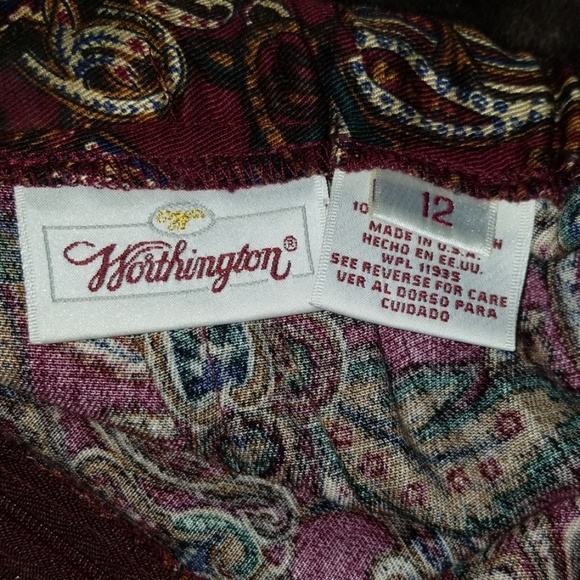 Worthington®
12
10
MADE IN U.S.A.
HECHO EN EE.UU.
WPL 11935
SEE REVERSE FOR CARE
VER AL DORSO PARA
CUIDADO